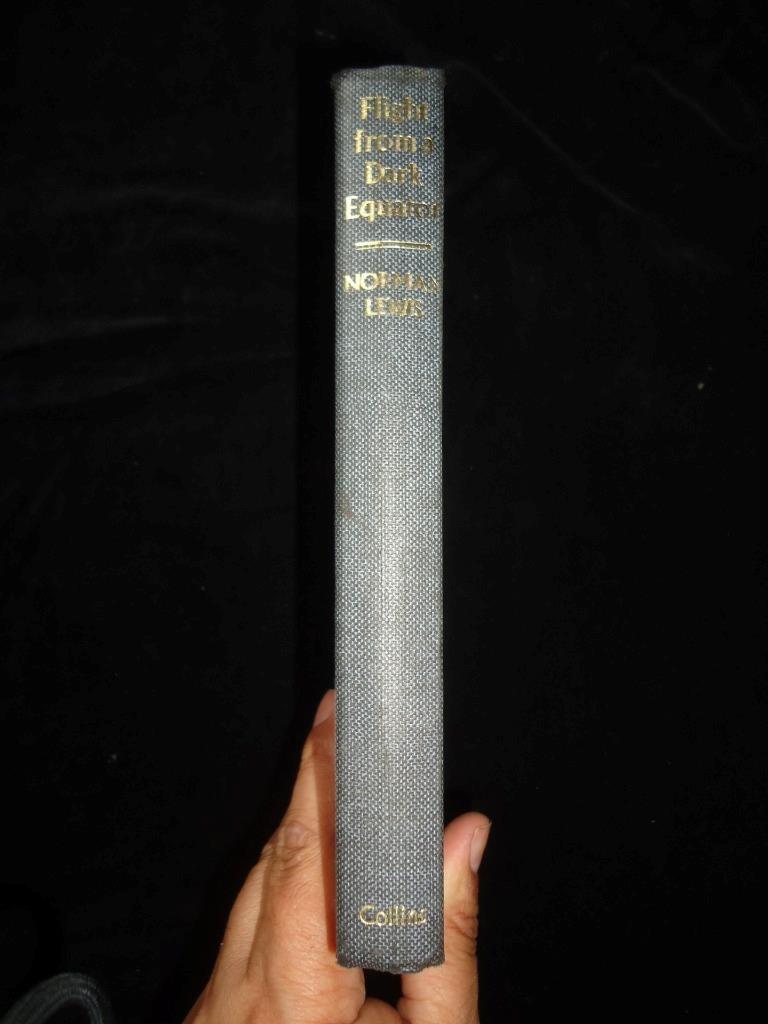 Flight
from a
Dark
Equator
NORMAN
LEWIS
Collins